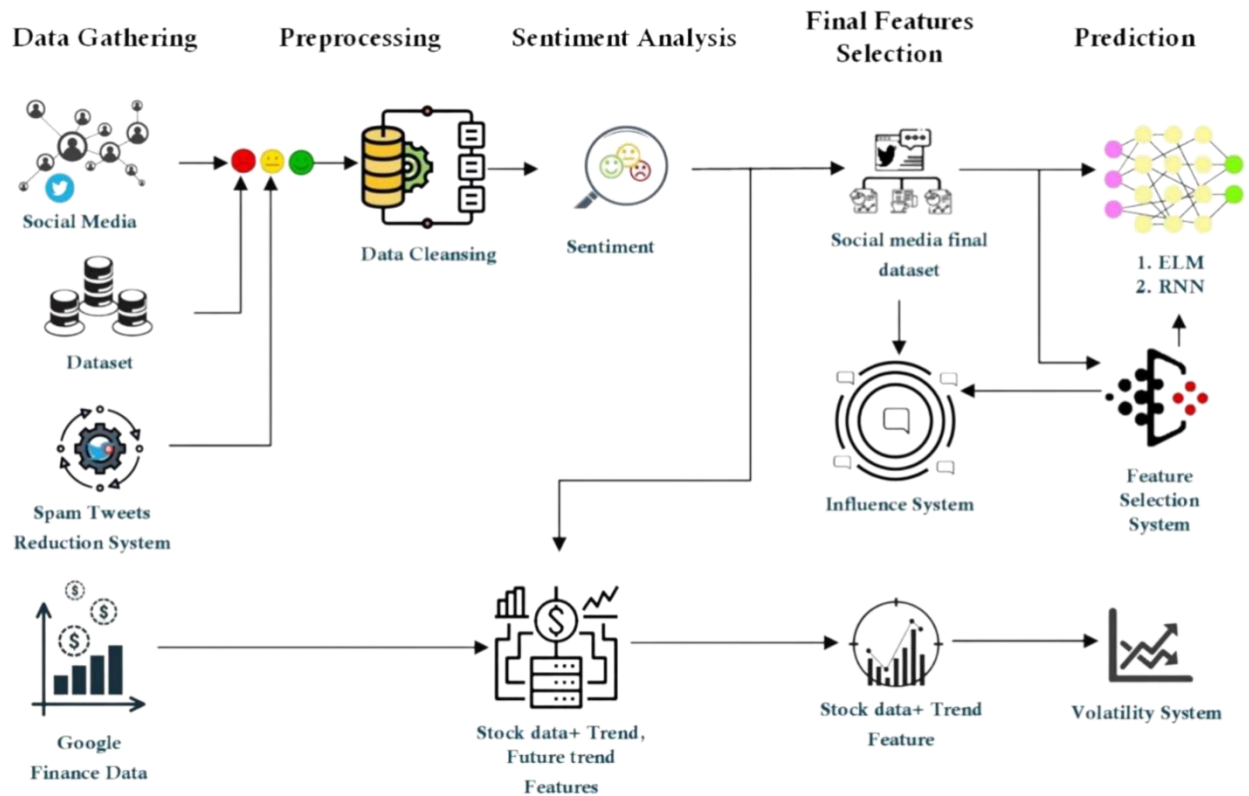 Data Gathering
Preprocessing
Sentiment Analysis
Final Features
Selection
Prediction
Social Media
Data Cleansing
Sentiment
Social media final
dataset
1. ELM
2. RNN
Dataset
Spam Tweets
Reduction System
Influence System
Feature
Selection
System
Google
Finance Data
Stock data+ Trend,
Future trend
Features
Stock data+ Trend
Feature
Volatility System